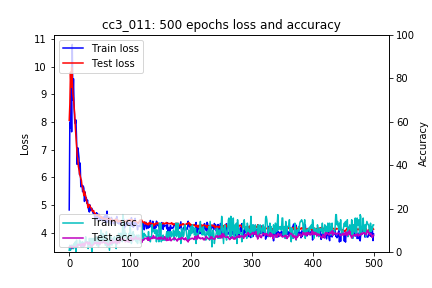 cc3_011: 500 epochs loss and accuracy
Train loss
Test loss
Train acc
Test acc
Loss
11
10
9
8
7
6
5
4
Accuracy
100
80
60
40
20
0
0 100 200 300 400 500